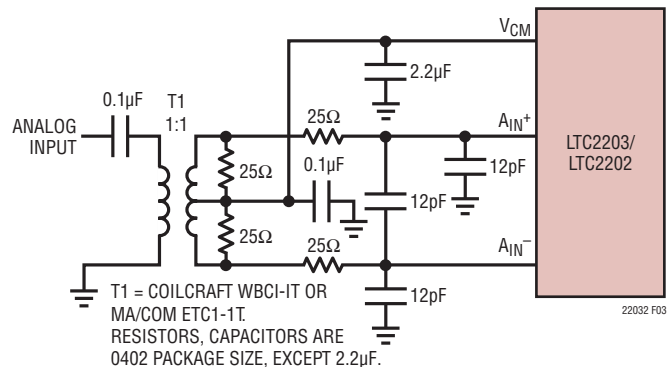 VCM
2.2µF
0.1µF
T1
1:1
ANALOG
INPUT
25Ω
AIN+
LTC2203/
LTC2202
25Ω
0.1µF
12pF
12pF
25Ω
25Ω
AIN−
12pF
22032 F03
T1 = COILCRAFT WBCI-IT OR
MA/COM ETC1-1T.
RESISTORS, CAPACITORS ARE
0402 PACKAGE SIZE, EXCEPT 2.2µF.